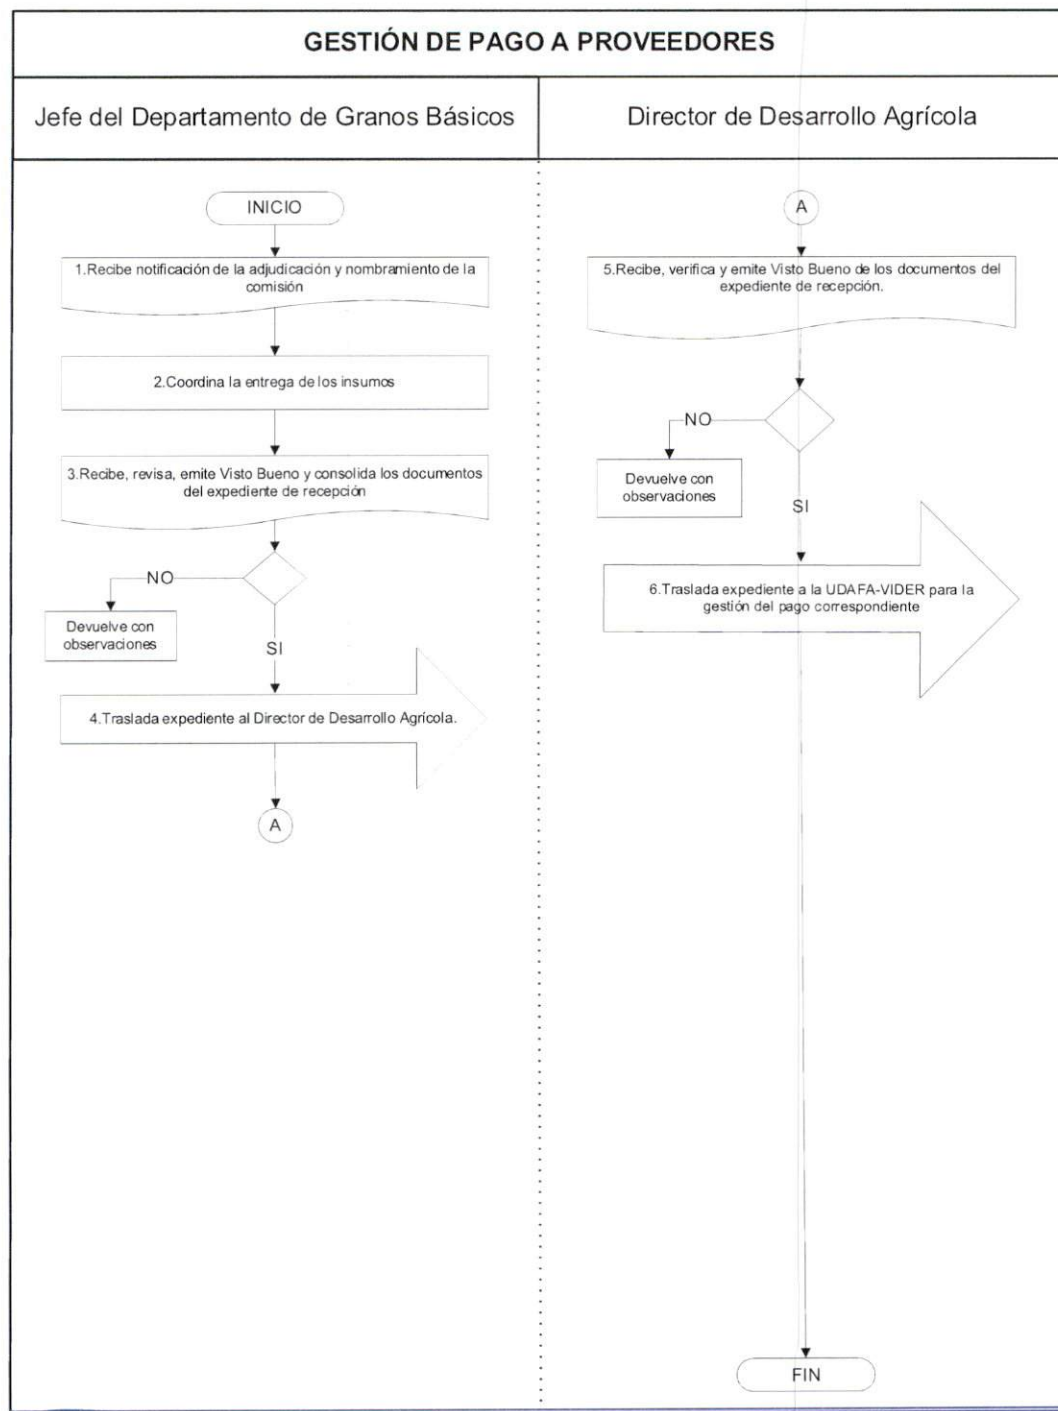 GESTIÓN DE PAGO A PROVEEDORES
Jefe del Departamento de Granos Básicos
Director de Desarrollo Agrícola
INICIO
1.Recibe notificación de la adjudicación y nombramiento de la
comisión
2.Coordina la entrega de los insumos
3.Recibe, revisa, emite Visto Bueno y consolida los documentos
del expediente de recepción
NO
Devuelve con
observaciones
SI
4.Traslada expediente al Director de Desarrollo Agrícola.
A
A
5.Recibe, verifica y emite Visto Bueno de los documentos del
expediente de recepción.
NO
Devuelve con
observaciones
SI
6.Traslada expediente a la UDAFA-VIDER para la
gestión del pago correspondiente
FIN